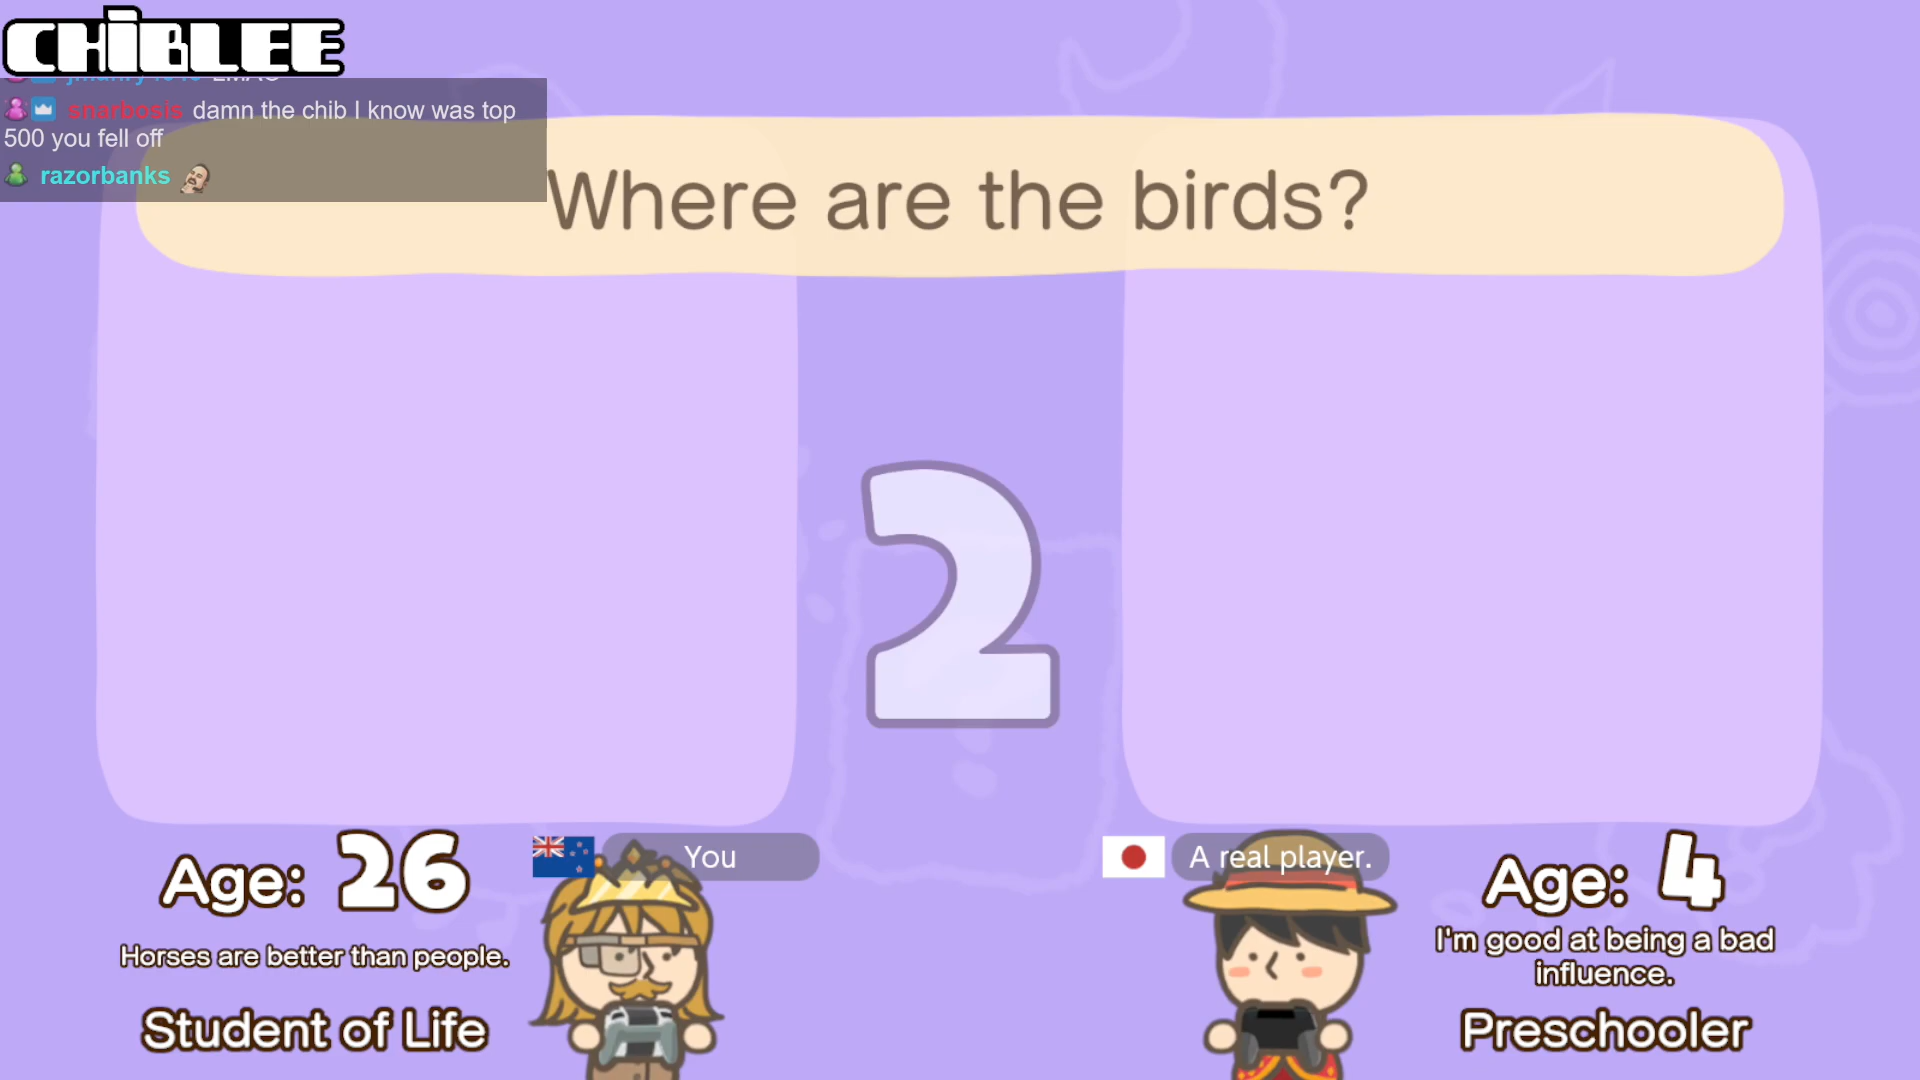 CHIBLEE
snarbosis damn the chib I know was top
500 you fell off
razorbanks
Where are the birds?
2
Age: 26
You
A real player.
Age: 4
Horses are better than people.
I'm good at being a bad
influence.
Student of Life
Preschooler